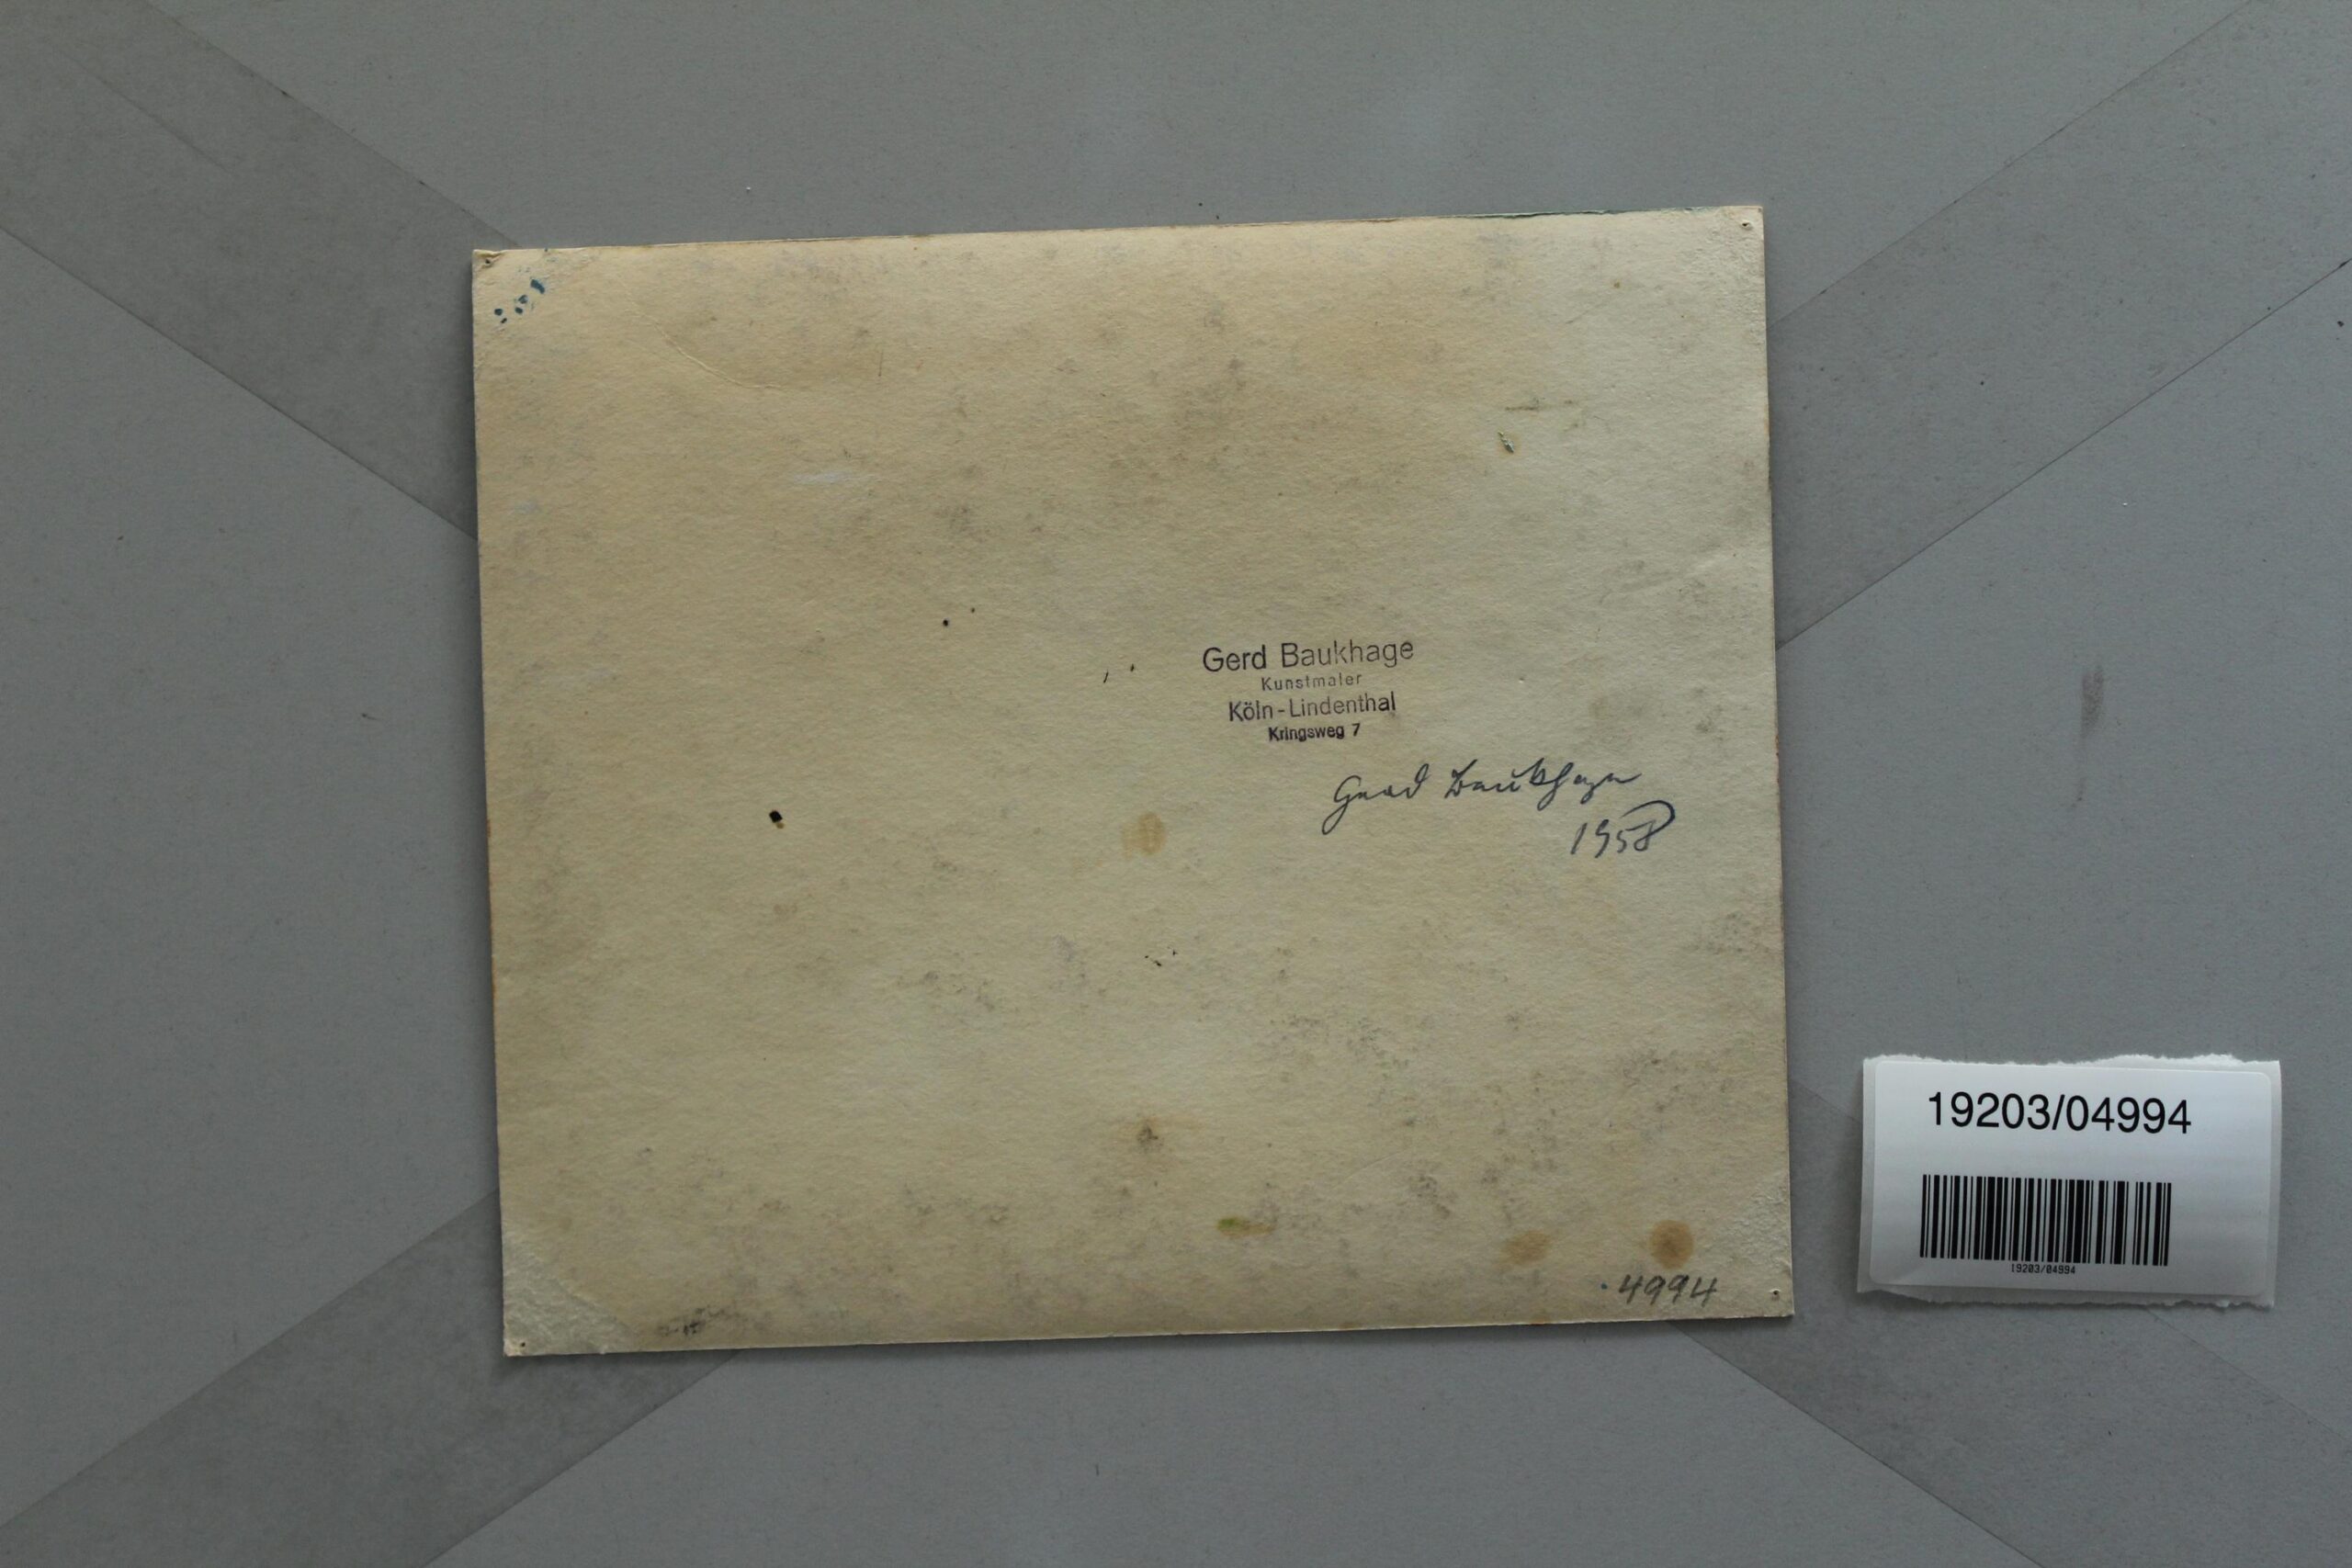 Gerd Baukhage
Kunstmaler
Köln-Lindenthal
Kringsweg 7
Gerd Baukhage
1958
4994
19203/04994
19203/04994